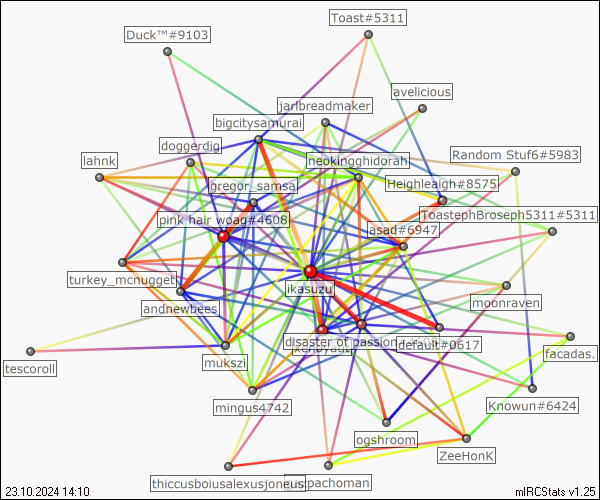 Toast#5311
Duck™#9103
avelicious
jarlbreadmaker
bigcitysamurai
doggerdig
lahnk
neokingghidorah
Random Stuf6#5983
gregor_samsa
Heighleigh#8575
pink hair woag#4608
ToastephBroseph5311#5311
asad#6947
turkey_mcnugget
ikasuzu
andnewbees
moonraven
disaster of passion
default#0617
mukszi
facadas.
tescoroll
mingus4742
Knowun#6424
ogshroom
ZeeHonK
thiccusboiusalexusjoneus
pachoman
23.10.2024 14:10
mIRCStats v1.25